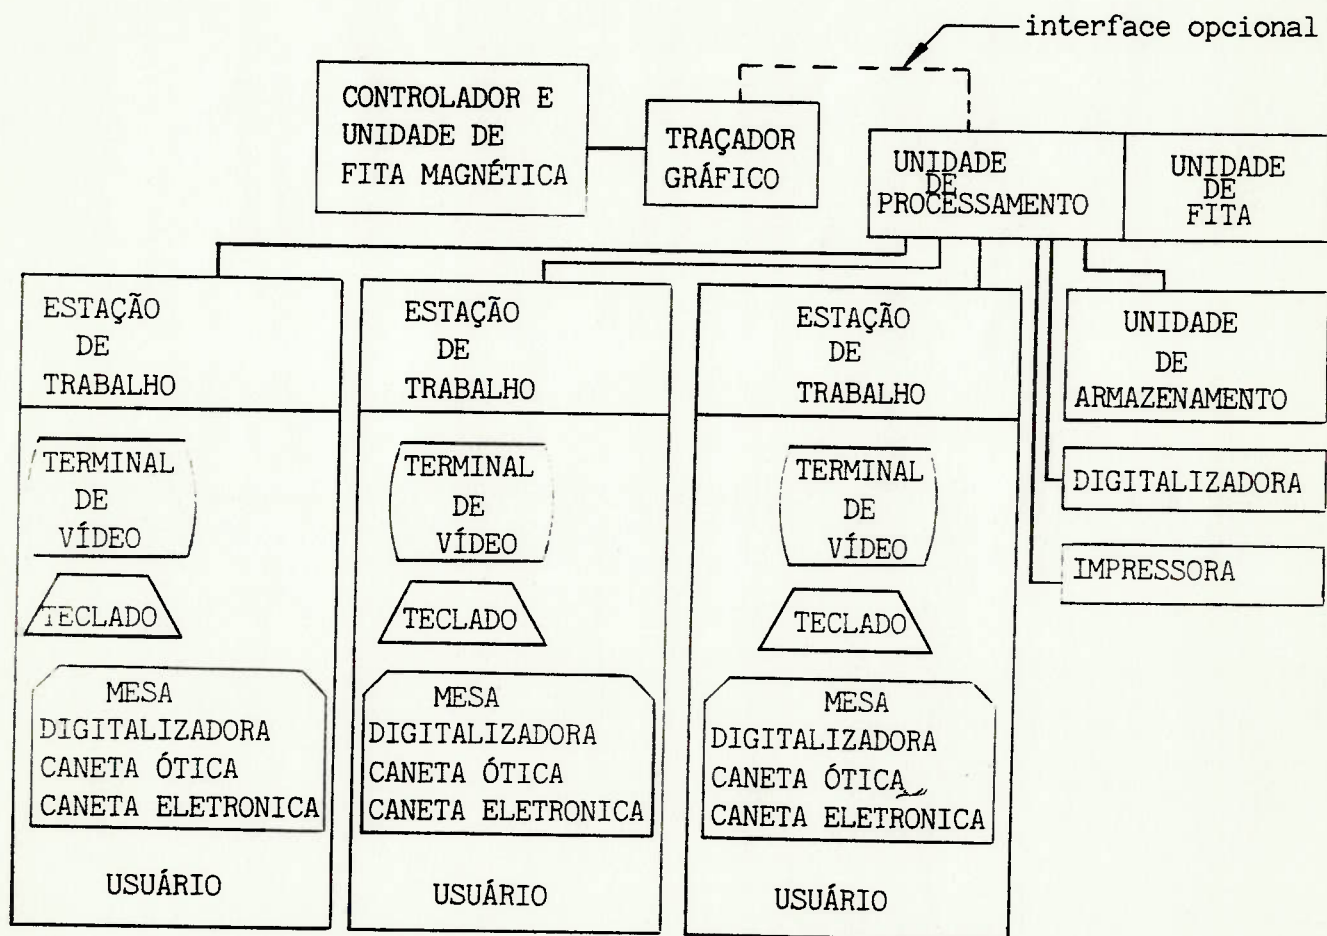 interface opcional
CONTROLADOR E
UNIDADE DE
FITA MAGNÉTICA
TRAÇADOR
GRÁFICO
UNIDADE
DE
PROCESSAMENTO
UNIDADE
DE
FITA
ESTAÇÃO
DE
TRABALHO
TERMINAL
DE
VÍDEO
TECLADO
MESA
DIGITALIZADORA
CANETA ÓTICA
CANETA ELETRONICA
USUÁRIO
ESTAÇÃO
DE
TRABALHO
TERMINAL
DE
VÍDEO
TECLADO
MESA
DIGITALIZADORA
CANETA ÓTICA
CANETA ELETRONICA
USUÁRIO
ESTAÇÃO
DE
TRABALHO
TERMINAL
DE
VÍDEO
TECLADO
MESA
DIGITALIZADORA
CANETA ÓTICA
CANETA ELETRONICA
USUÁRIO
UNIDADE
DE
ARMAZENAMENTO
DIGITALIZADORA
IMPRESSORA